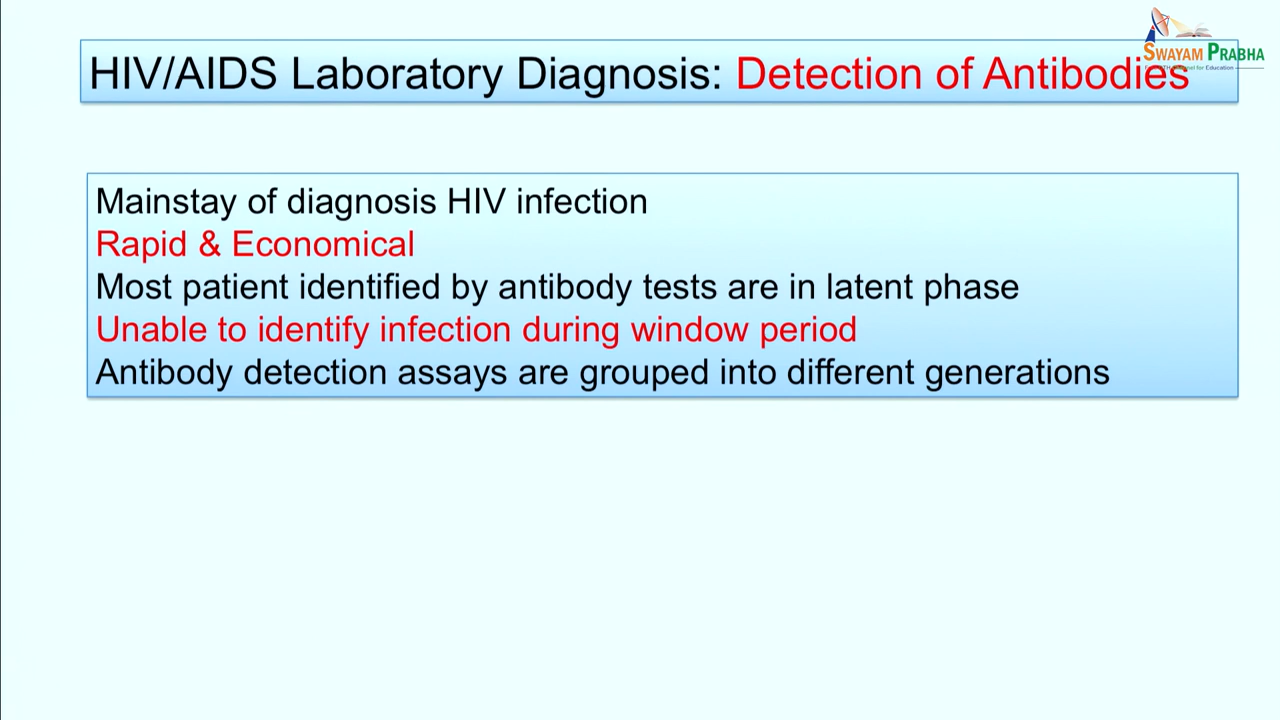 HIV/AIDS Laboratory Diagnosis: Detection of Antibodies
SWAYAM PRABHA
Mainstay of diagnosis HIV infection
Rapid & Economical
Most patient identified by antibody tests are in latent phase
Unable to identify infection during window period
Antibody detection assays are grouped into different generations